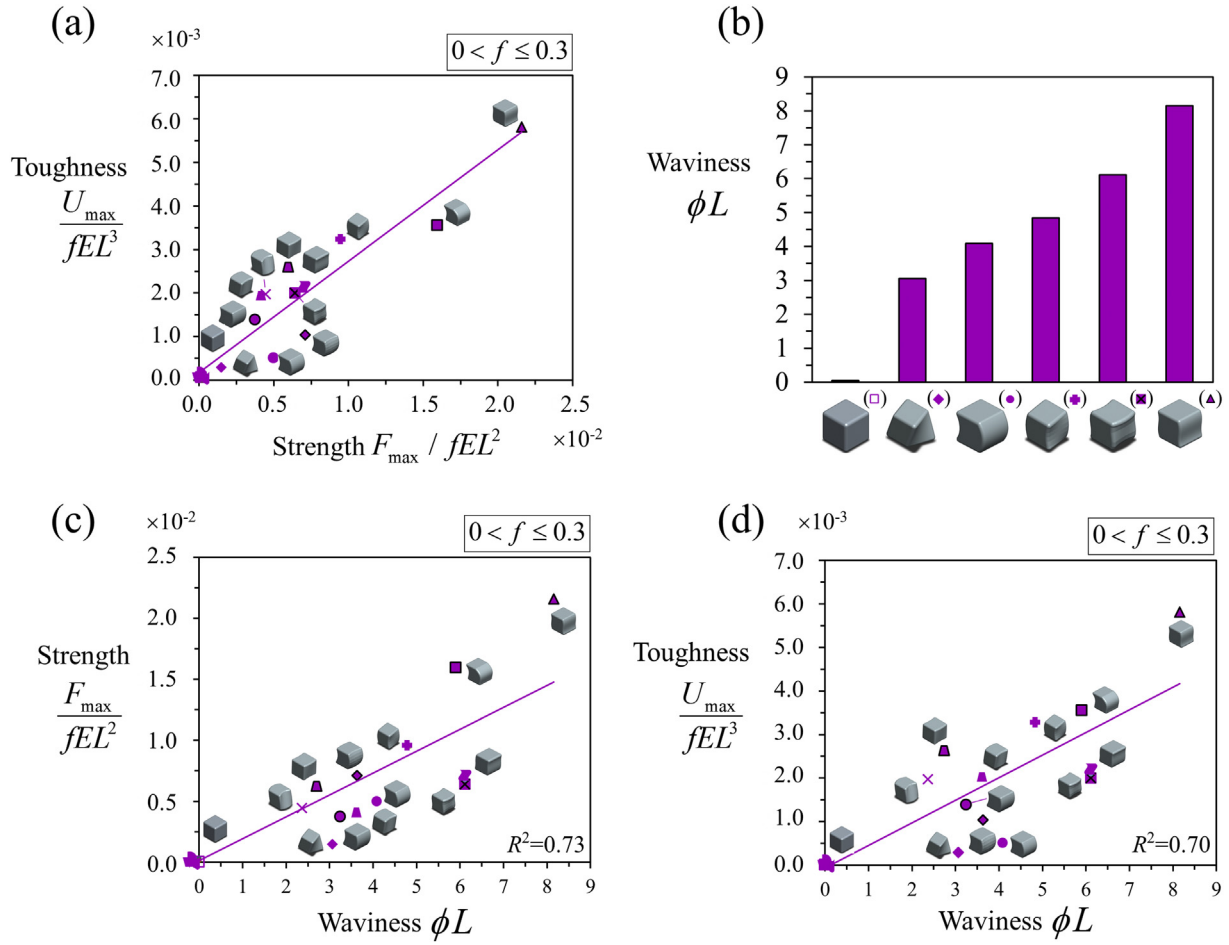 (a)
×10⁻³
0 < f ≤ 0.3
7.0
6.0
5.0
4.0
3.0
2.0
1.0
0.0
Toughness
U_max
fEL³
0.0 0.5 1.0 1.5 2.0 2.5
Strength F_max / fEL²
×10⁻²
(b)
9
8
7
6
5
4
3
2
1
0
Waviness
ϕL
( ) ( ) ( ) ( ) ( ) ( )
(c)
×10⁻²
0 < f ≤ 0.3
2.5
2.0
1.5
1.0
0.5
0.0
Strength
F_max
fEL²
R²=0.73
0 1 2 3 4 5 6 7 8 9
Waviness ϕL
(d)
×10⁻³
0 < f ≤ 0.3
7.0
6.0
5.0
4.0
3.0
2.0
1.0
0.0
Toughness
U_max
fEL³
R²=0.70
0 1 2 3 4 5 6 7 8 9
Waviness ϕL